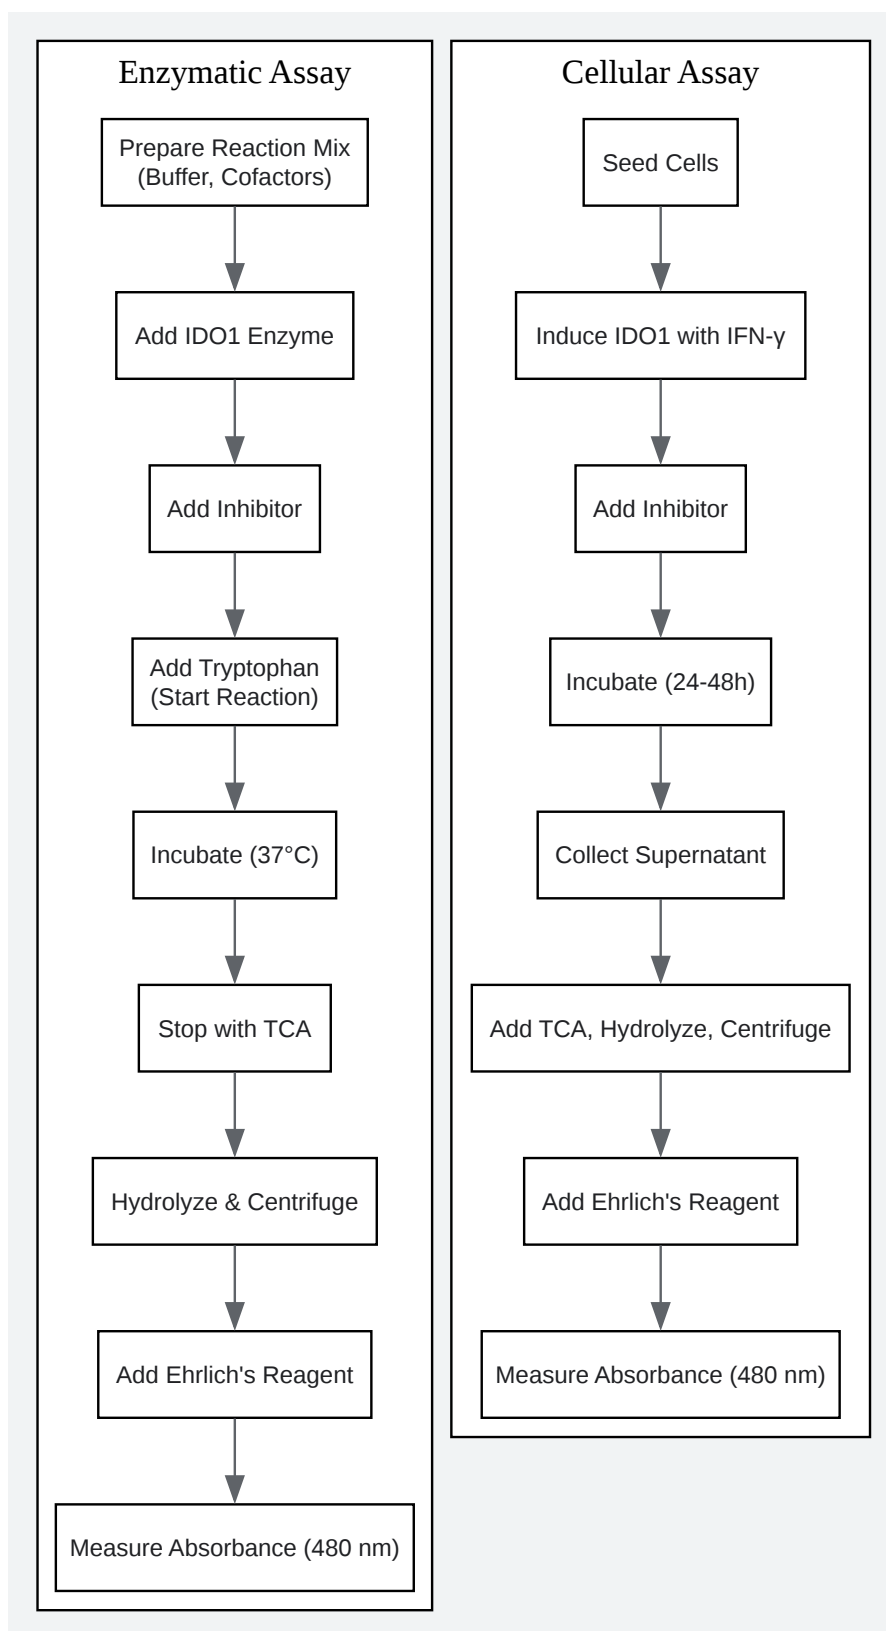 Enzymatic Assay
Prepare Reaction Mix
(Buffer, Cofactors)
Add IDO1 Enzyme
Add Inhibitor
Add Tryptophan
(Start Reaction)
Incubate (37°C)
Stop with TCA
Hydrolyze & Centrifuge
Add Ehrlich's Reagent
Measure Absorbance (480 nm)
Cellular Assay
Seed Cells
Induce IDO1 with IFN-γ
Add Inhibitor
Incubate (24-48h)
Collect Supernatant
Add TCA, Hydrolyze, Centrifuge
Add Ehrlich's Reagent
Measure Absorbance (480 nm)